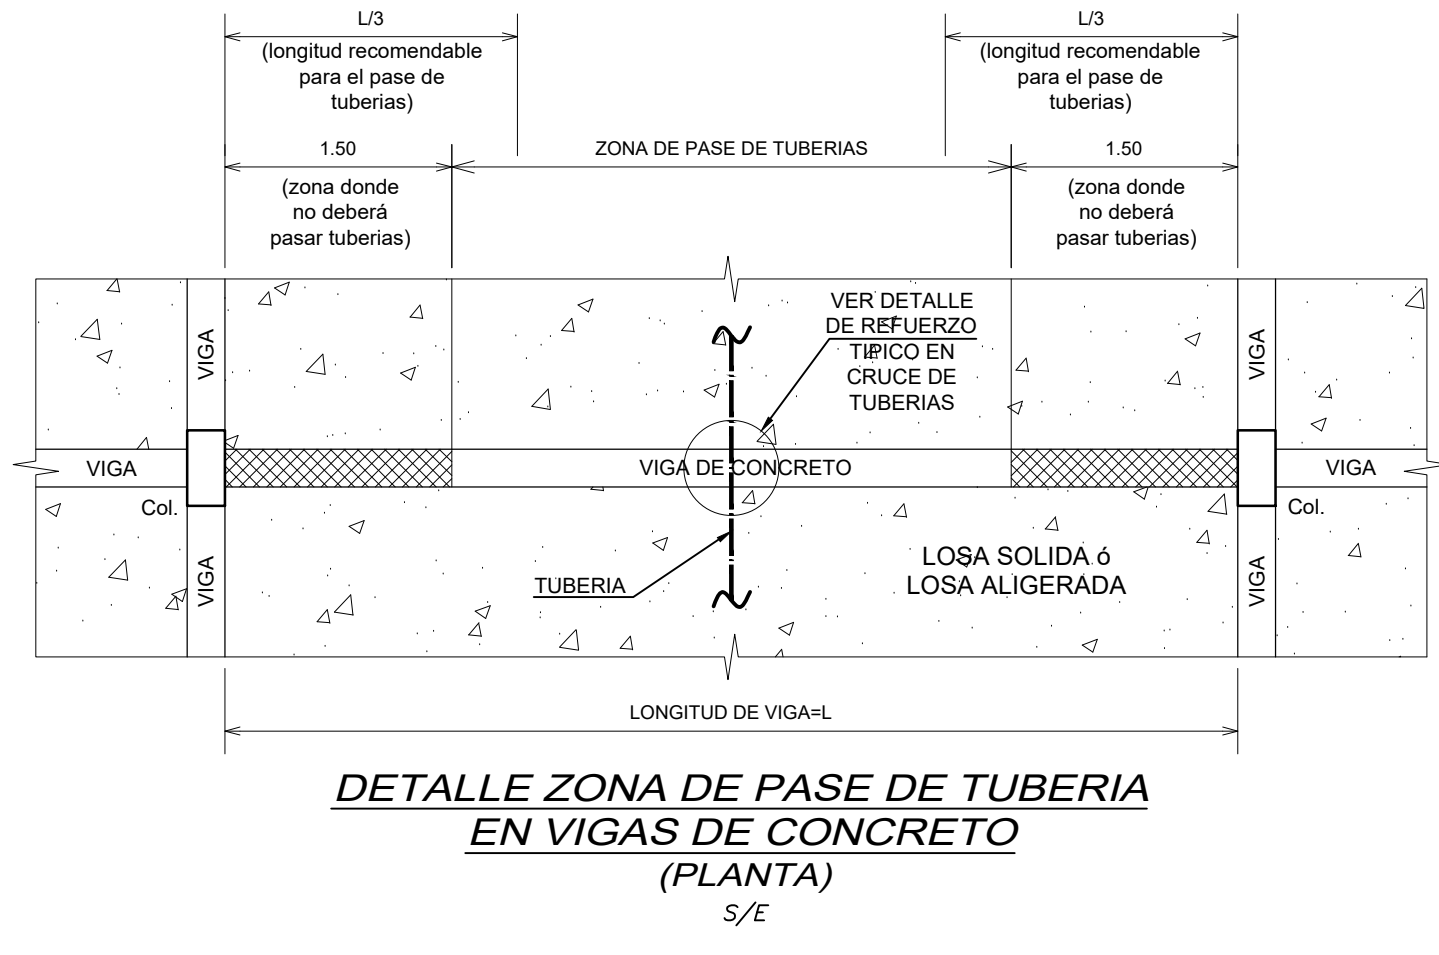 L/3
(longitud recomendable
para el pase de
tuberias)
L/3
(longitud recomendable
para el pase de
tuberias)
1.50
(zona donde
no deberá
pasar tuberias)
ZONA DE PASE DE TUBERIAS
1.50
(zona donde
no deberá
pasar tuberias)
VIGA
VER DETALLE
DE REFUERZO
TIPICO EN
CRUCE DE
TUBERIAS
VIGA
VIGA
VIGA DE CONCRETO
VIGA
Col.
Col.
VIGA
TUBERIA
LOSA SOLIDA ó
LOSA ALIGERADA
VIGA
LONGITUD DE VIGA=L
DETALLE ZONA DE PASE DE TUBERIA
EN VIGAS DE CONCRETO
(PLANTA)
S/E